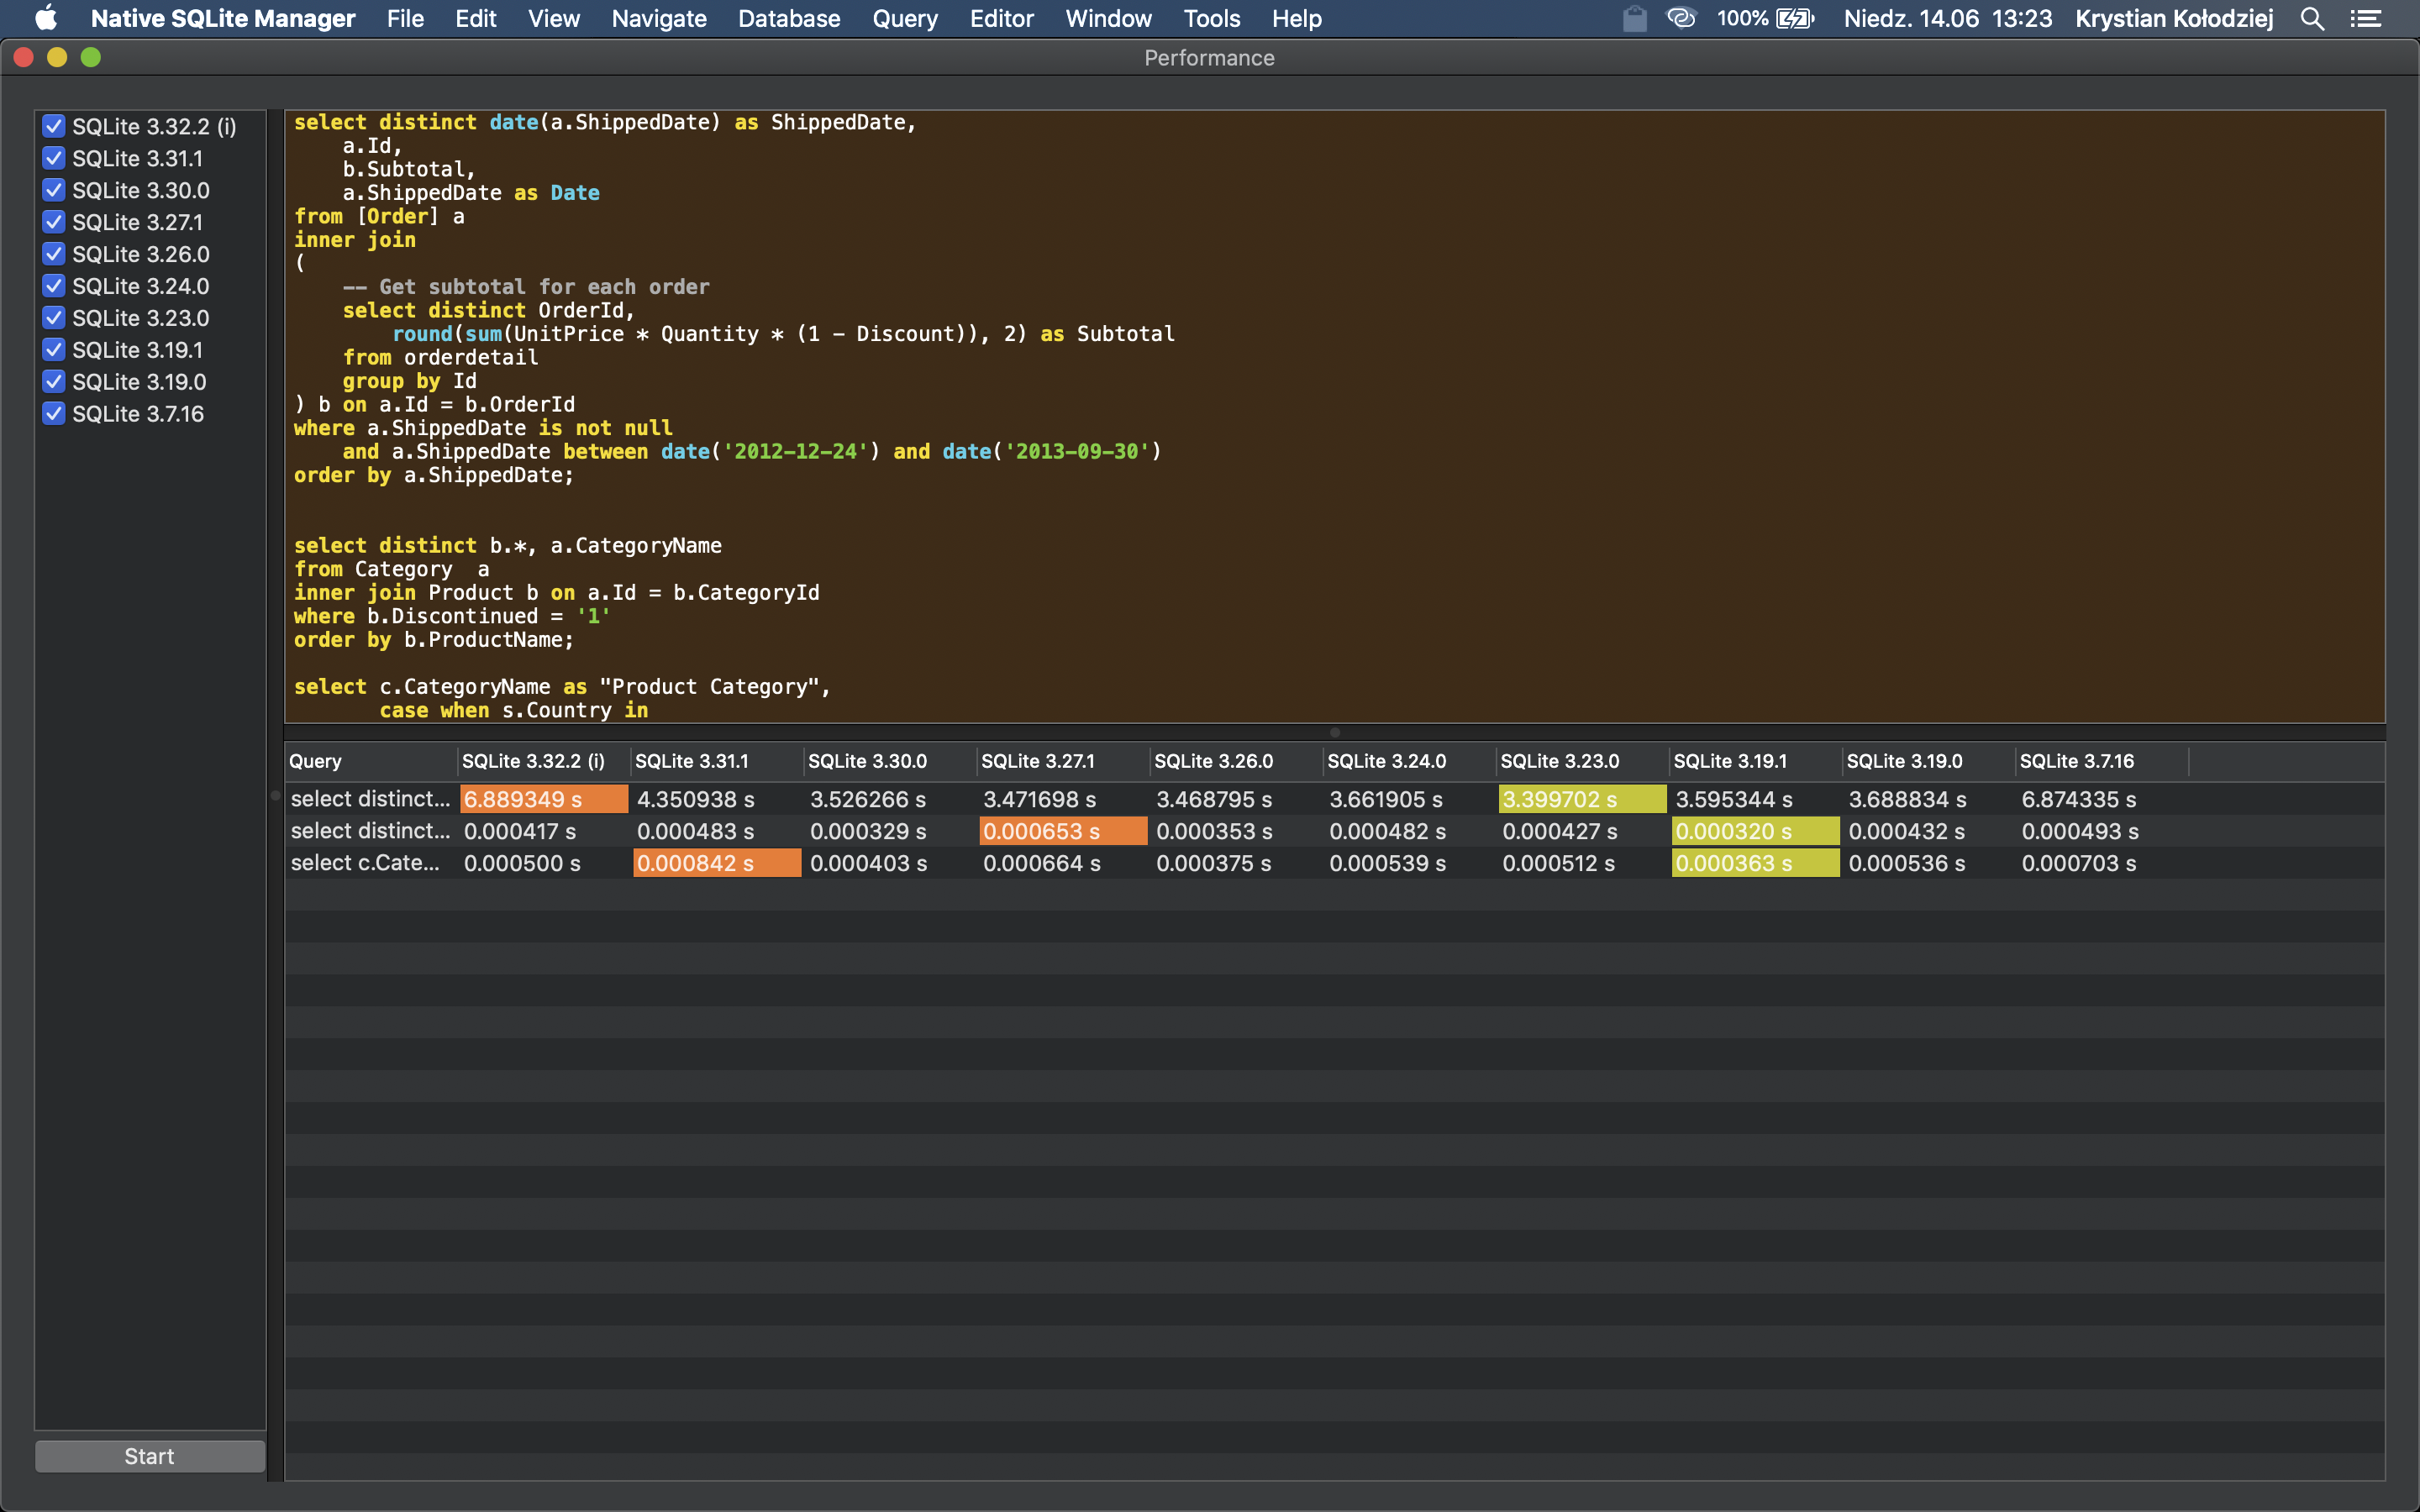 Native SQLite Manager File Edit View Navigate Database Query Editor Window Tools Help 100% Niedz. 14.06 13:23 Krystian Kołodziej
Performance
SQLite 3.32.2 (i)
SQLite 3.31.1
SQLite 3.30.0
SQLite 3.27.1
SQLite 3.26.0
SQLite 3.24.0
SQLite 3.23.0
SQLite 3.19.1
SQLite 3.19.0
SQLite 3.7.16
Start
select distinct date(a.ShippedDate) as ShippedDate,
a.Id,
b.Subtotal,
a.ShippedDate as Date
from [Order] a
inner join
(
-- Get subtotal for each order
select distinct OrderId,
round(sum(UnitPrice * Quantity * (1 - Discount)), 2) as Subtotal
from orderdetail
group by Id
) b on a.Id = b.OrderId
where a.ShippedDate is not null
and a.ShippedDate between date('2012-12-24') and date('2013-09-30')
order by a.ShippedDate;
select distinct b.*, a.CategoryName
from Category  a
inner join Product b on a.Id = b.CategoryId
where b.Discontinued = '1'
order by b.ProductName;
select c.CategoryName as "Product Category",
case when s.Country in
Query SQLite 3.32.2 (i) SQLite 3.31.1 SQLite 3.30.0 SQLite 3.27.1 SQLite 3.26.0 SQLite 3.24.0 SQLite 3.23.0 SQLite 3.19.1 SQLite 3.19.0 SQLite 3.7.16
select distinct... 6.889349 s 4.350938 s 3.526266 s 3.471698 s 3.468795 s 3.661905 s 3.399702 s 3.595344 s 3.688834 s 6.874335 s
select distinct... 0.000417 s 0.000483 s 0.000329 s 0.000653 s 0.000353 s 0.000482 s 0.000427 s 0.000320 s 0.000432 s 0.000493 s
select c.Cate... 0.000500 s 0.000842 s 0.000403 s 0.000664 s 0.000375 s 0.000539 s 0.000512 s 0.000363 s 0.000536 s 0.000703 s